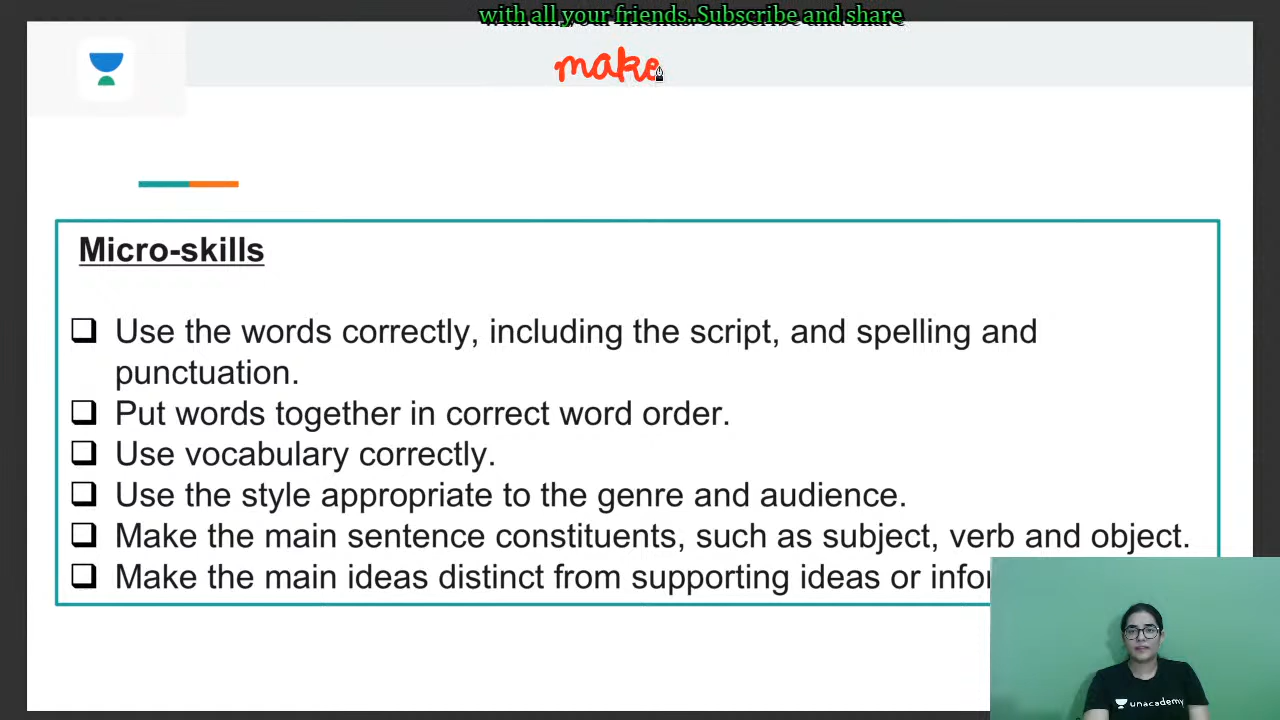 with all your friends..Subscribe and share
make
Micro-skills
Use the words correctly, including the script, and spelling and
punctuation.
Put words together in correct word order.
Use vocabulary correctly.
Use the style appropriate to the genre and audience.
Make the main sentence constituents, such as subject, verb and object.
Make the main ideas distinct from supporting ideas or
unacademy